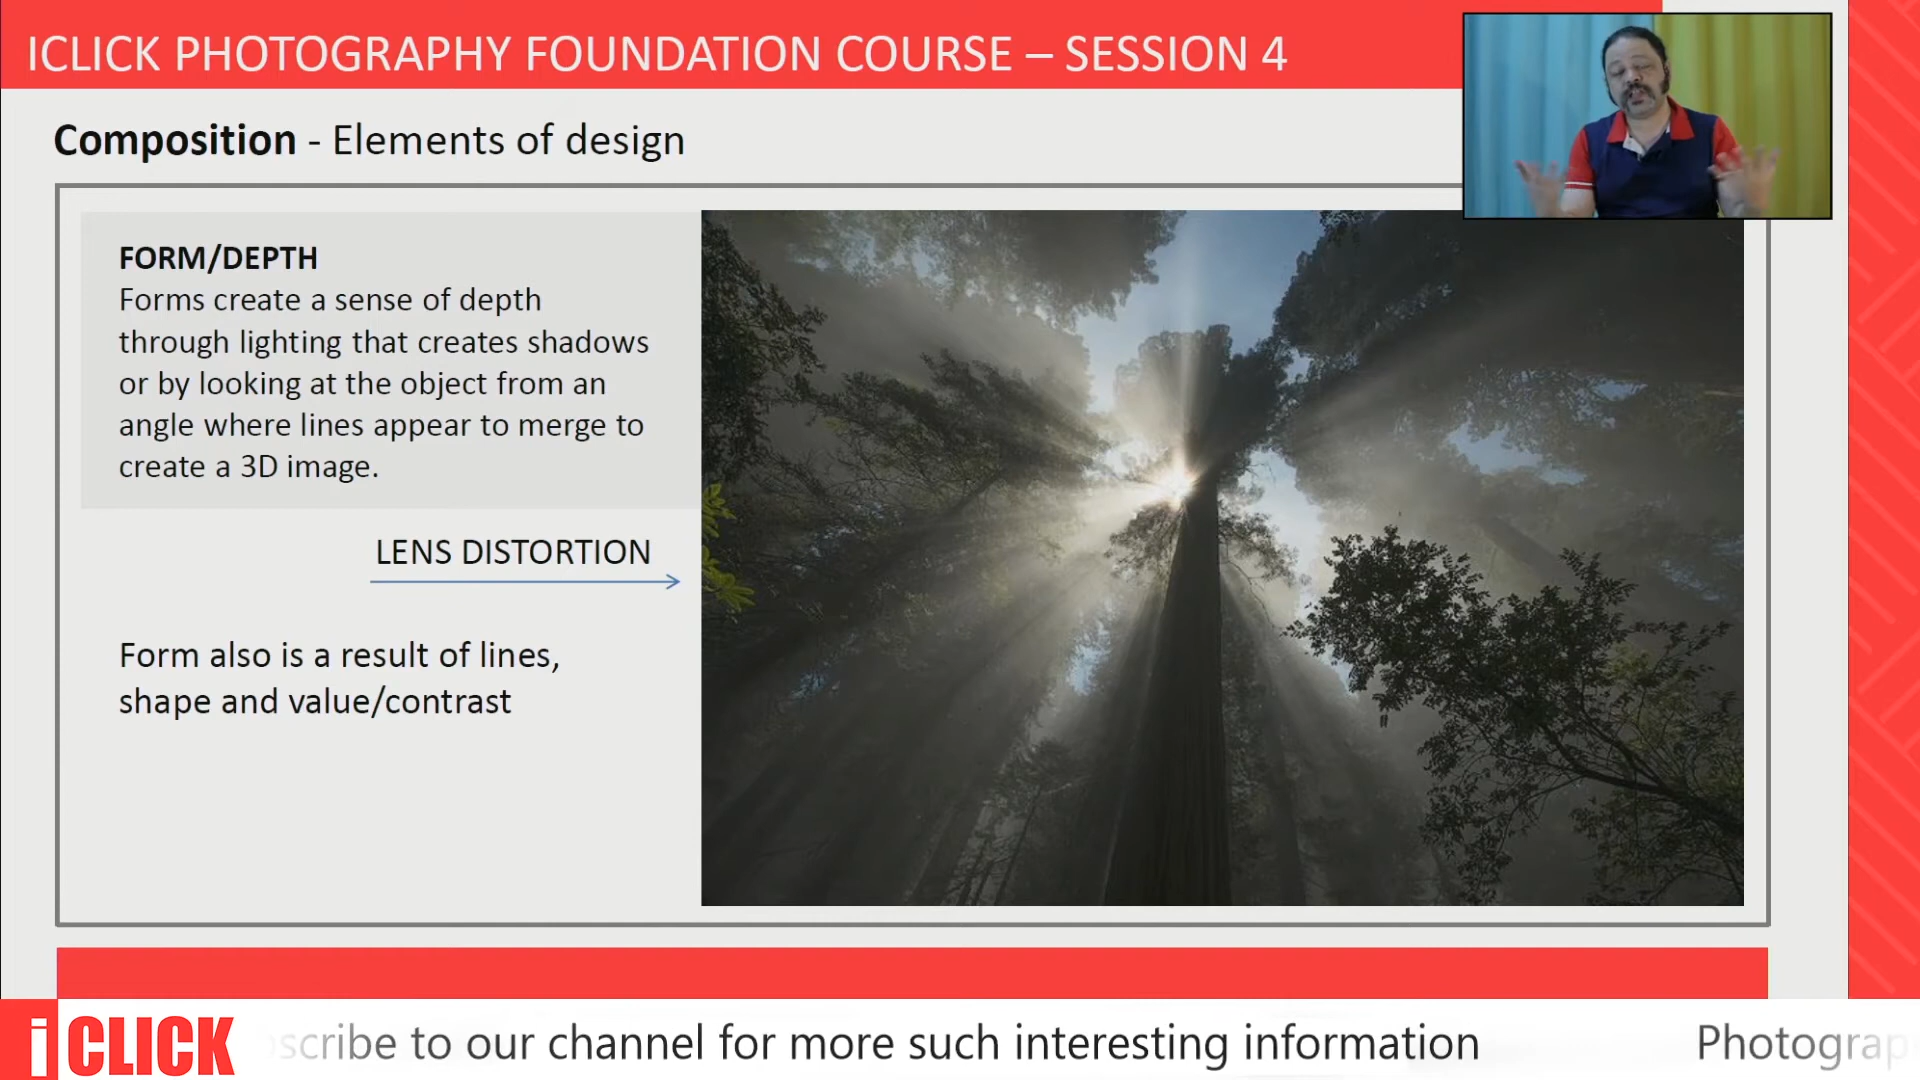 ICLICK PHOTOGRAPHY FOUNDATION COURSE – SESSION 4
Composition - Elements of design
FORM/DEPTH
Forms create a sense of depth
through lighting that creates shadows
or by looking at the object from an
angle where lines appear to merge to
create a 3D image.
LENS DISTORTION
Form also is a result of lines,
shape and value/contrast
iCLICK
scribe to our channel for more such interesting information
Photograp